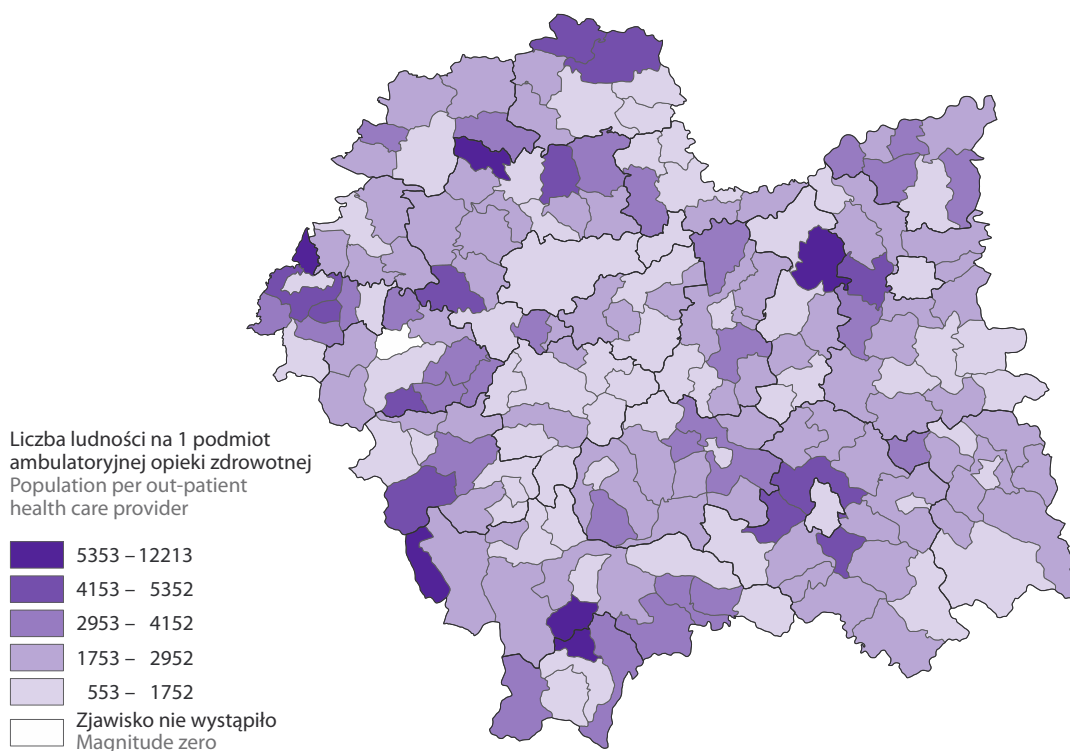 Liczba ludności na 1 podmiot
ambulatoryjnej opieki zdrowotnej
Population per out-patient
health care provider
5353 – 12213
4153 – 5352
2953 – 4152
1753 – 2952
553 – 1752
Zjawisko nie wystąpiło
Magnitude zero